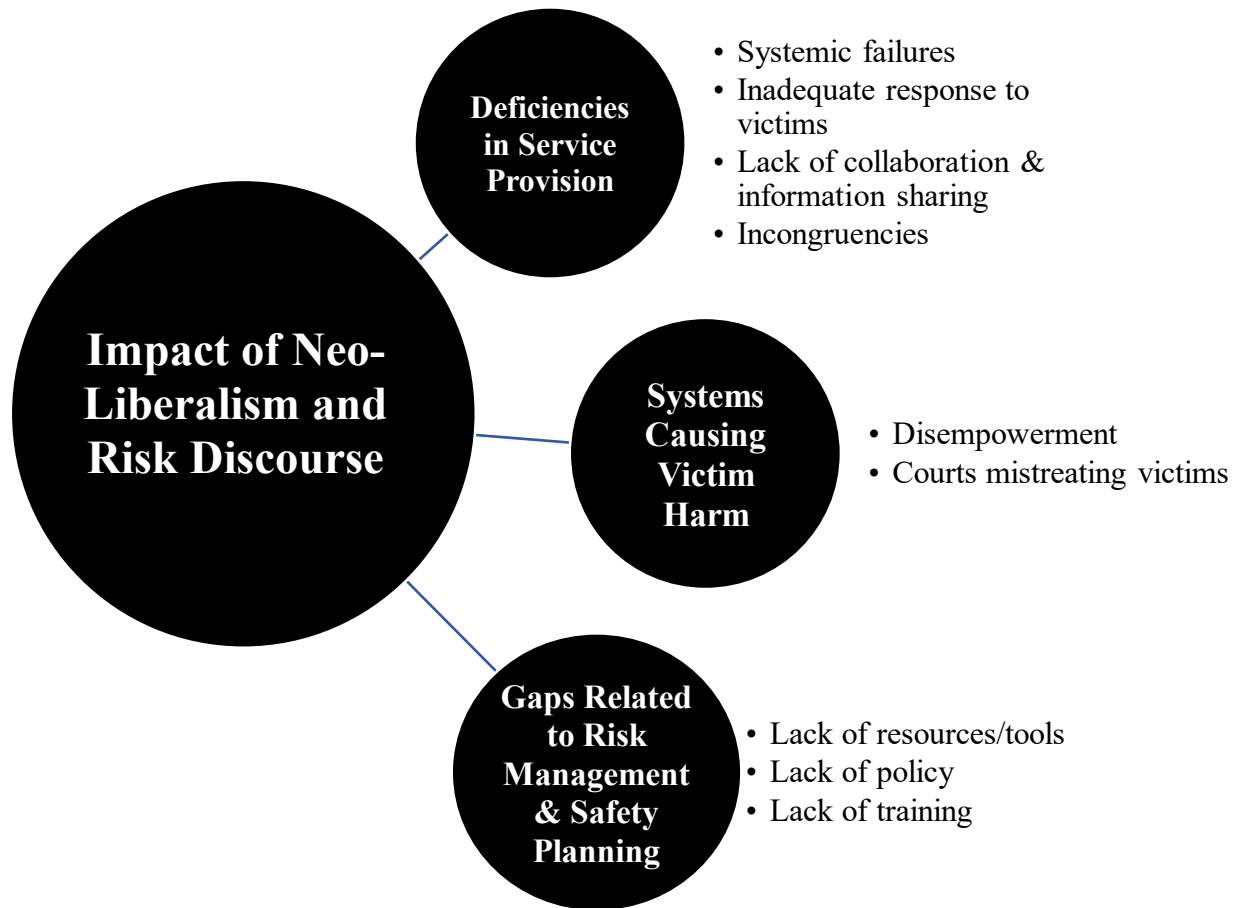 Impact of Neo-
Liberalism and
Risk Discourse
Deficiencies
in Service
Provision
• Systemic failures
• Inadequate response to
victims
• Lack of collaboration &
information sharing
• Incongruencies
Systems
Causing
Victim
Harm
• Disempowerment
• Courts mistreating victims
Gaps Related
to Risk
Management
& Safety
Planning
• Lack of resources/tools
• Lack of policy
• Lack of training